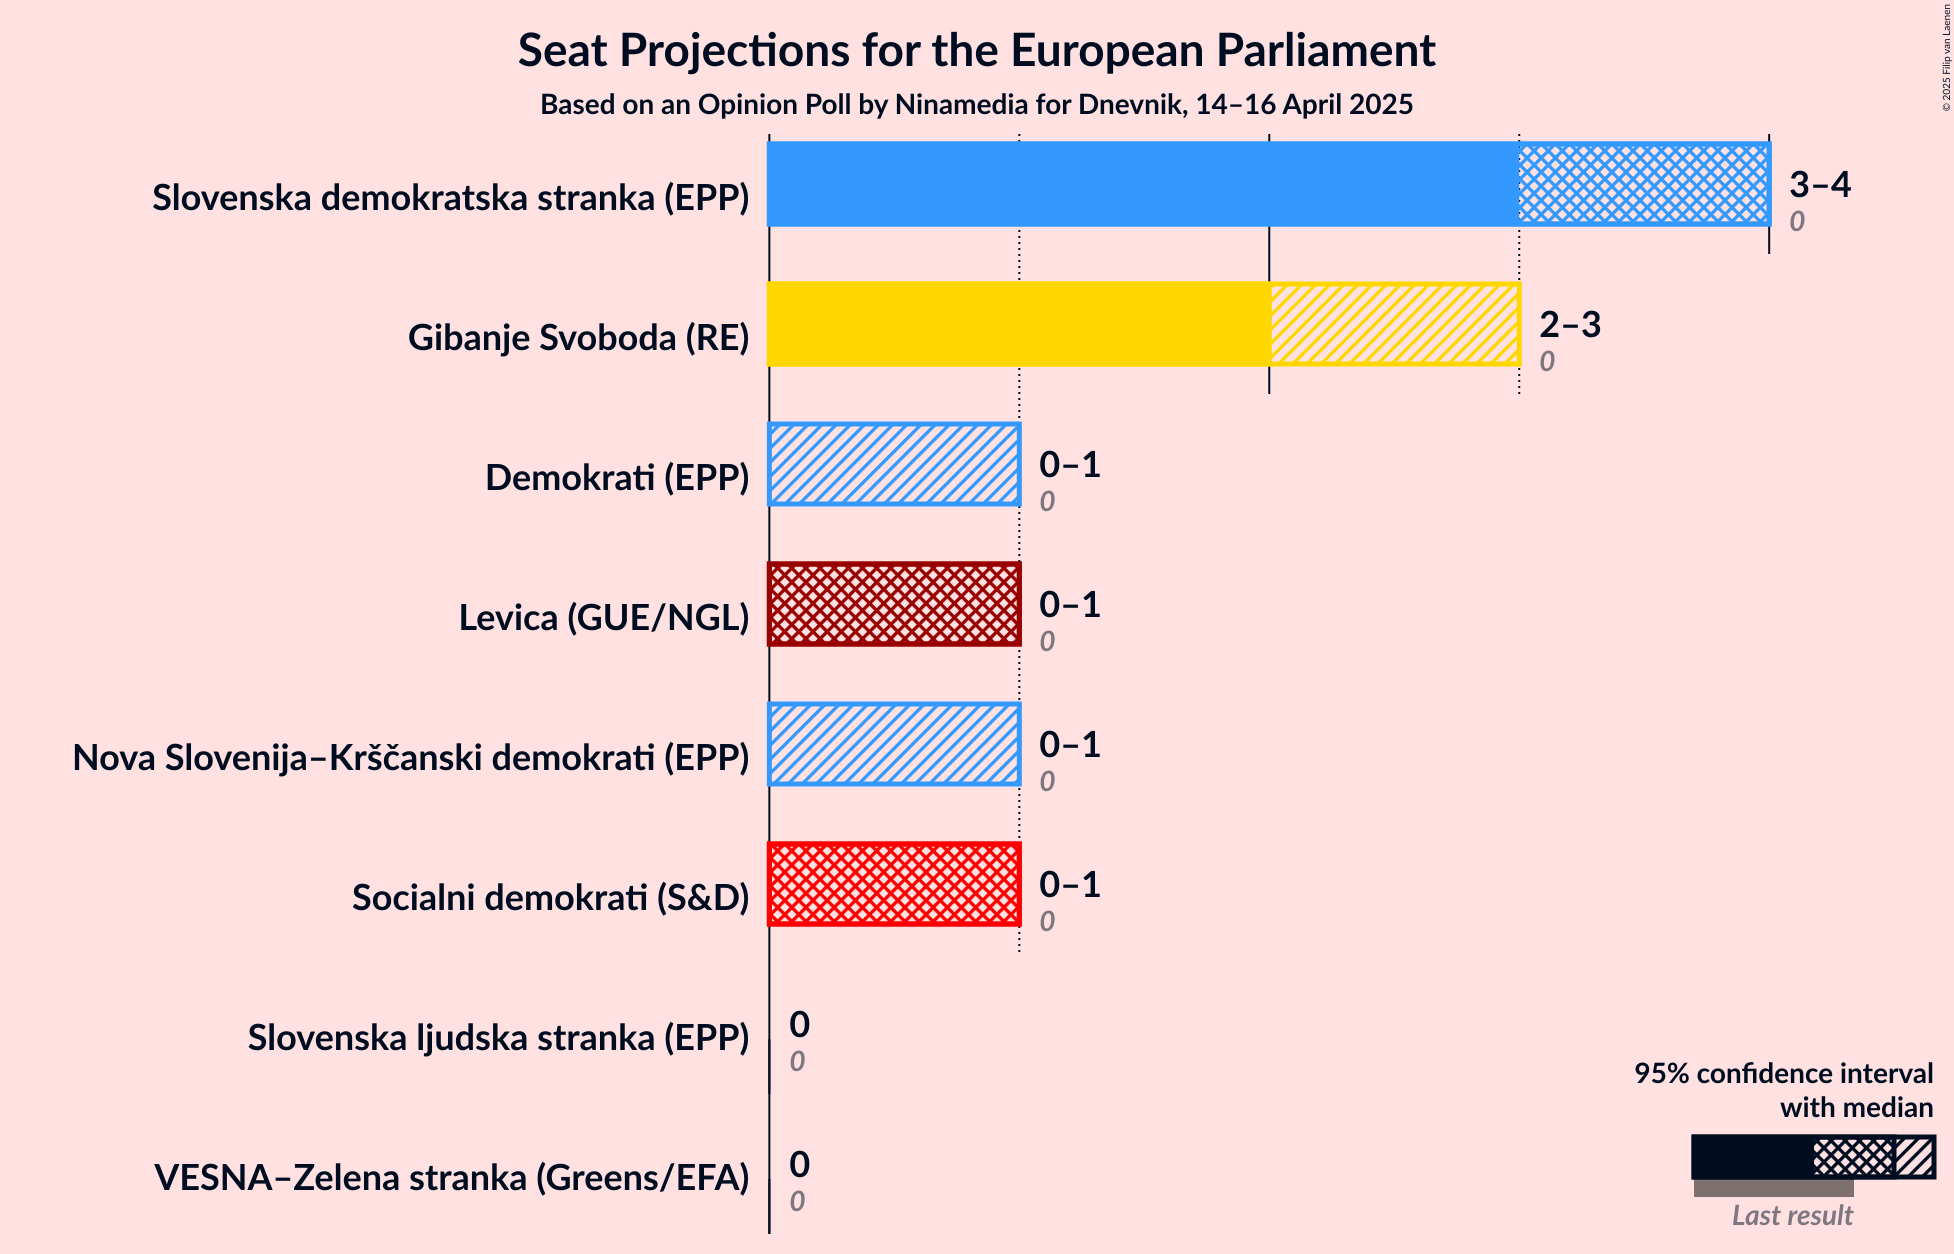 Seat Projections for the European Parliament
Based on an Opinion Poll by Ninamedia for Dnevnik, 14–16 April 2025
© 2025 Filip van Laenen
Slovenska demokratska stranka (EPP)
3–4
0
Gibanje Svoboda (RE)
2–3
0
Demokrati (EPP)
0–1
0
Levica (GUE/NGL)
0–1
0
Nova Slovenija–Krščanski demokrati (EPP)
0–1
0
Socialni demokrati (S&D)
0–1
0
Slovenska ljudska stranka (EPP)
0
0
VESNA–Zelena stranka (Greens/EFA)
0
0
95% confidence interval
with median
Last result